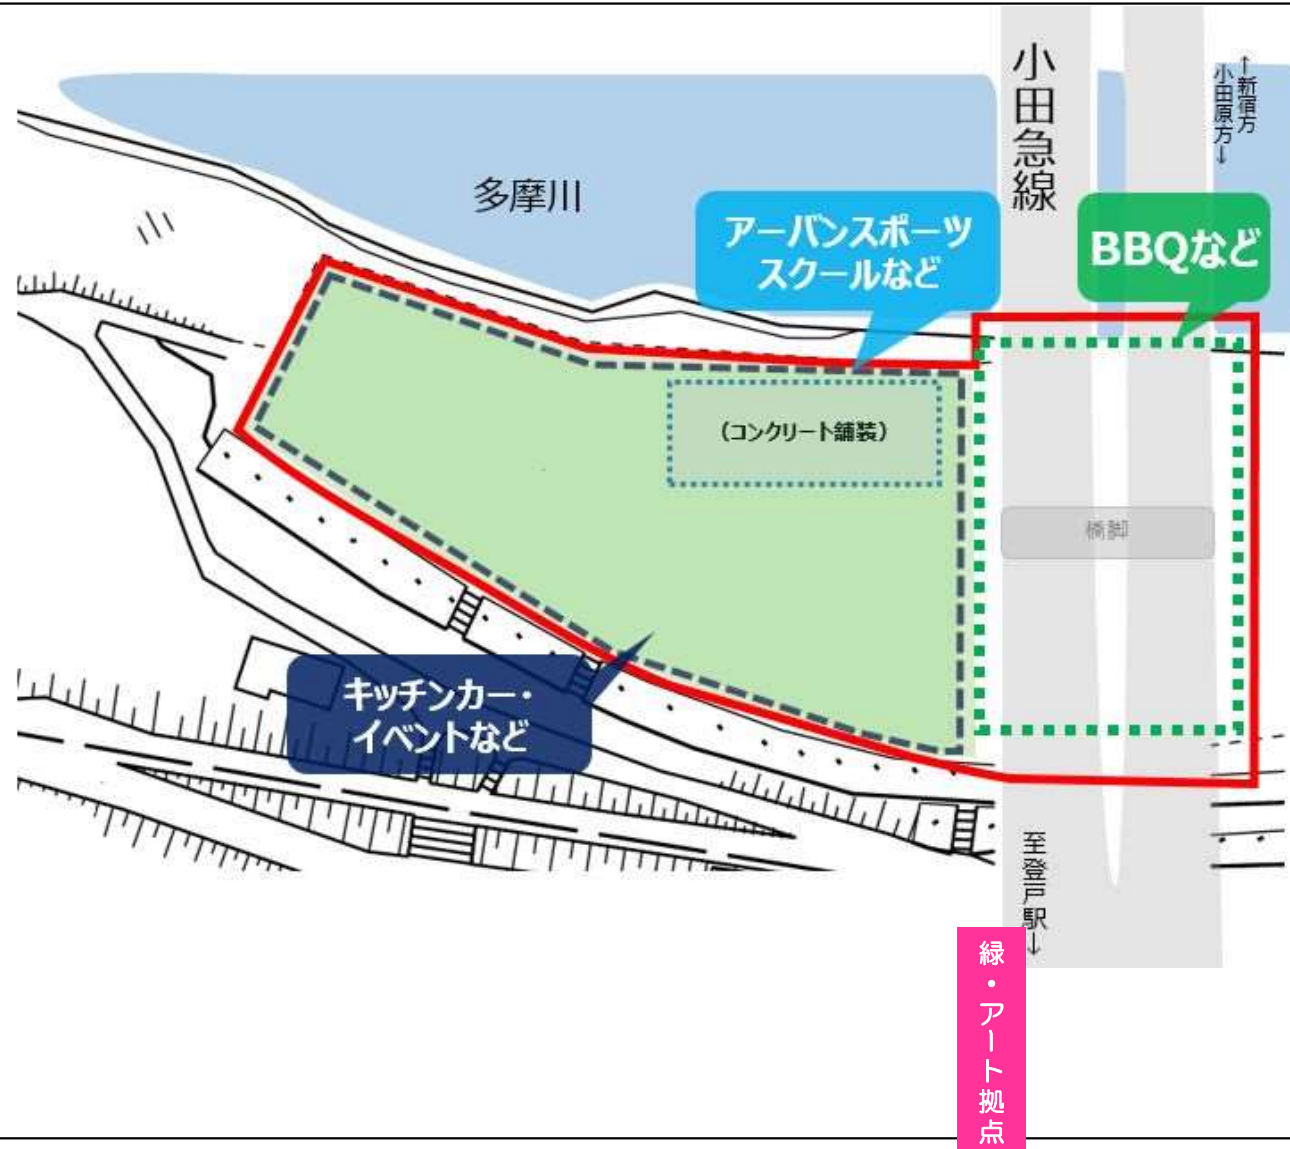 小田急線
↑新宿方
小田原方↓
多摩川
アーバンスポーツ
スクールなど
BBQなど
（コンクリート舗装）
橋脚
キッチンカー・
イベントなど
至登戸駅↓
緑・アート拠点